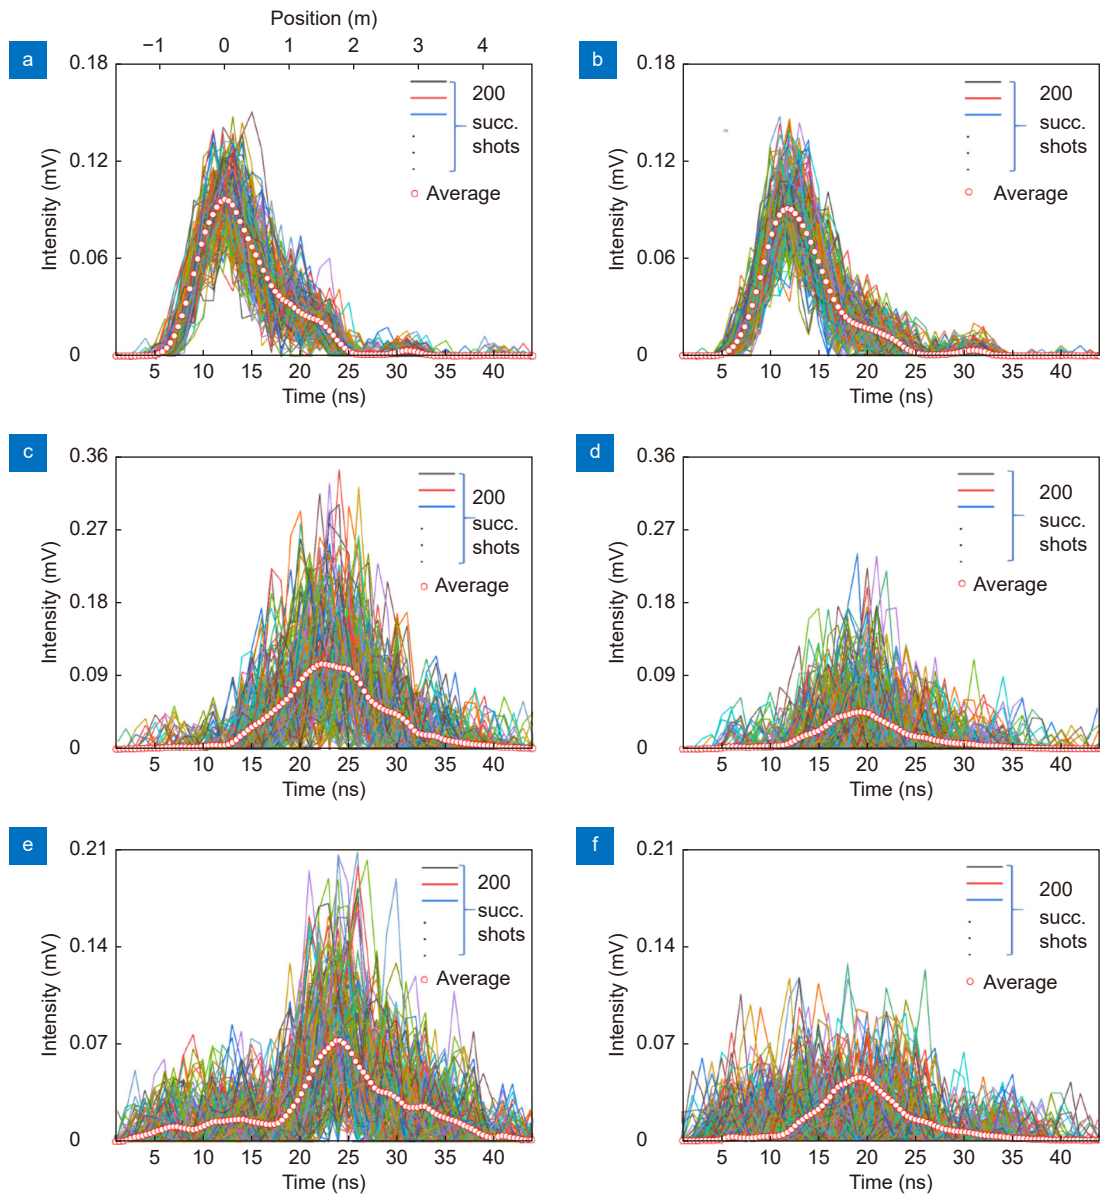 Position (m)
−1 0 1 2 3 4
a
0.18
0.12
0.06
0
Intensity (mV)
200
succ.
shots
Average
5 10 15 20 25 30 35 40
Time (ns)
b
0.18
0.12
0.06
0
Intensity (mV)
200
succ.
shots
Average
5 10 15 20 25 30 35 40
Time (ns)
c
0.36
0.27
0.18
0.09
0
Intensity (mV)
200
succ.
shots
Average
5 10 15 20 25 30 35 40
Time (ns)
d
0.36
0.27
0.18
0.09
0
Intensity (mV)
200
succ.
shots
Average
5 10 15 20 25 30 35 40
Time (ns)
e
0.21
0.14
0.07
0
Intensity (mV)
200
succ.
shots
Average
5 10 15 20 25 30 35 40
Time (ns)
f
0.21
0.14
0.07
0
Intensity (mV)
200
succ.
shots
Average
5 10 15 20 25 30 35 40
Time (ns)